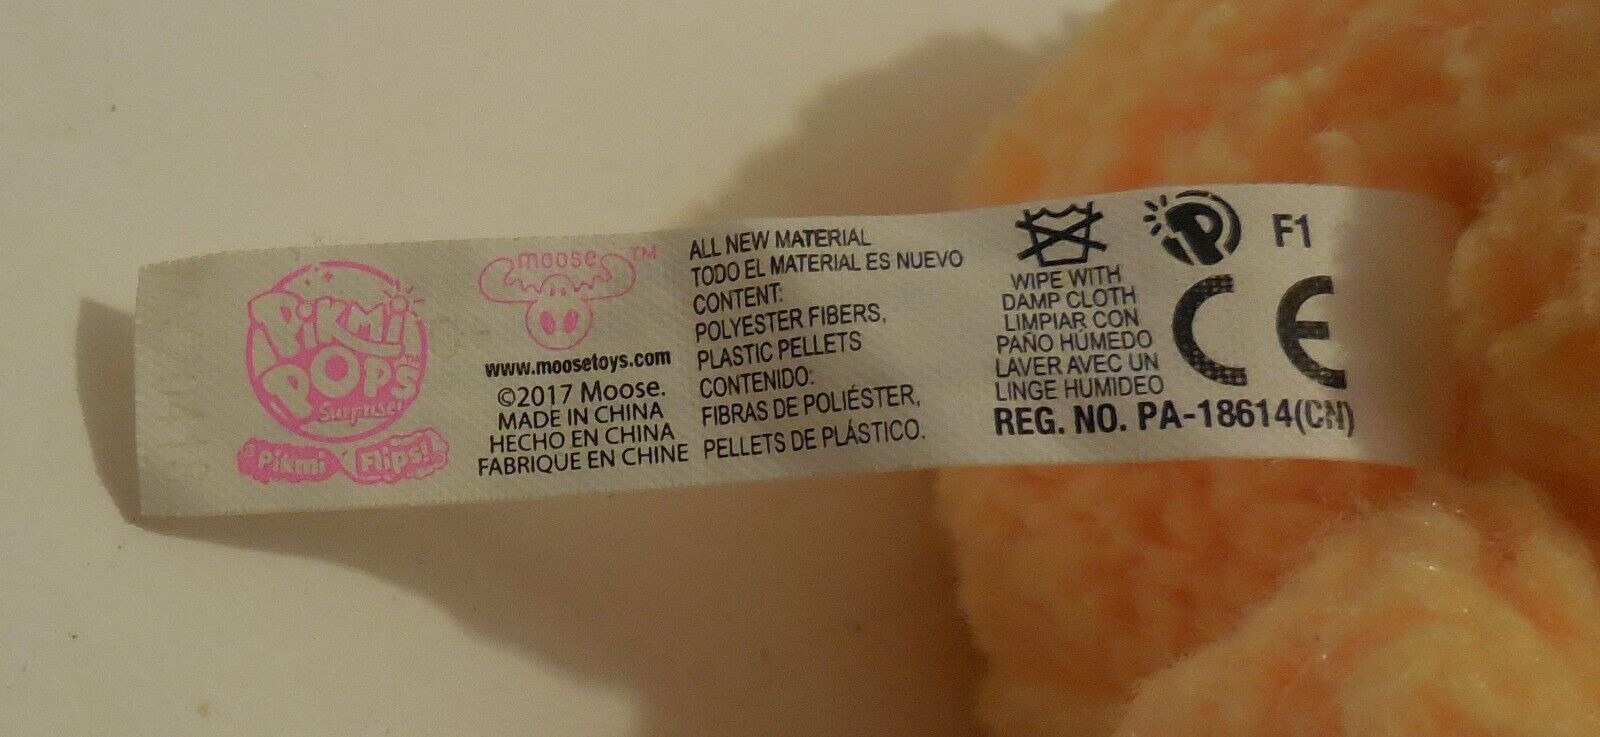 PiKMi
POPS™
Surprise!
Pikmi Flips!
moose™
www.moosetoys.com
©2017 Moose.
MADE IN CHINA
HECHO EN CHINA
FABRIQUE EN CHINE
ALL NEW MATERIAL
TODO EL MATERIAL ES NUEVO
CONTENT:
POLYESTER FIBERS,
PLASTIC PELLETS
CONTENIDO:
FIBRAS DE POLIÉSTER,
PELLETS DE PLÁSTICO.
WIPE WITH
DAMP CLOTH
LIMPIAR CON
PAÑO HÚMEDO
LAVER AVEC UN
LINGE HUMIDEO
P F1
CE
REG. NO. PA-18614(CN)